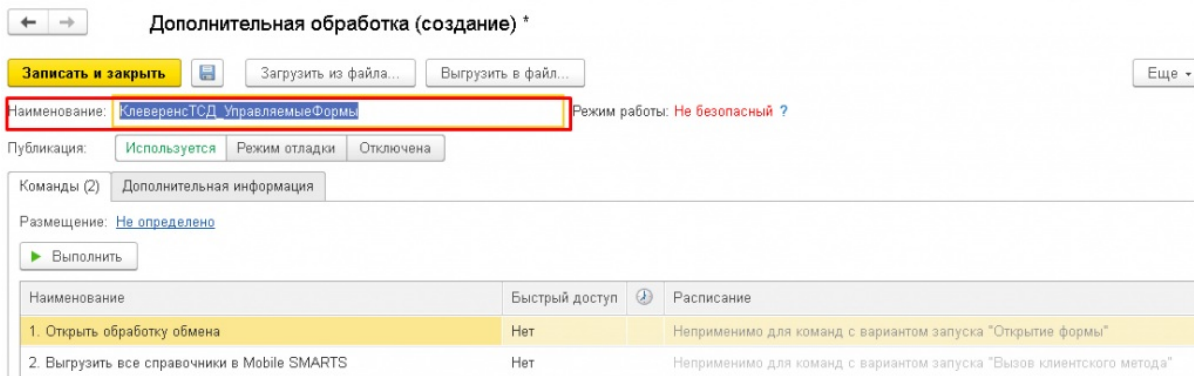 Дополнительная обработка (создание) *
Записать и закрыть Загрузить из файла... Выгрузить в файл... Еще
Наименование: КлеверенсТСД_УправляемыеФормы Режим работы: Не безопасный ?
Публикация: Используется Режим отладки Отключена
Команды (2) Дополнительная информация
Размещение: Не определено
Выполнить
Наименование Быстрый доступ Расписание
1. Открыть обработку обмена Нет Неприменимо для команд с вариантом запуска "Открытие формы"
2. Выгрузить все справочники в Mobile SMARTS Нет Неприменимо для команд с вариантом запуска "Вызов клиентского метода"